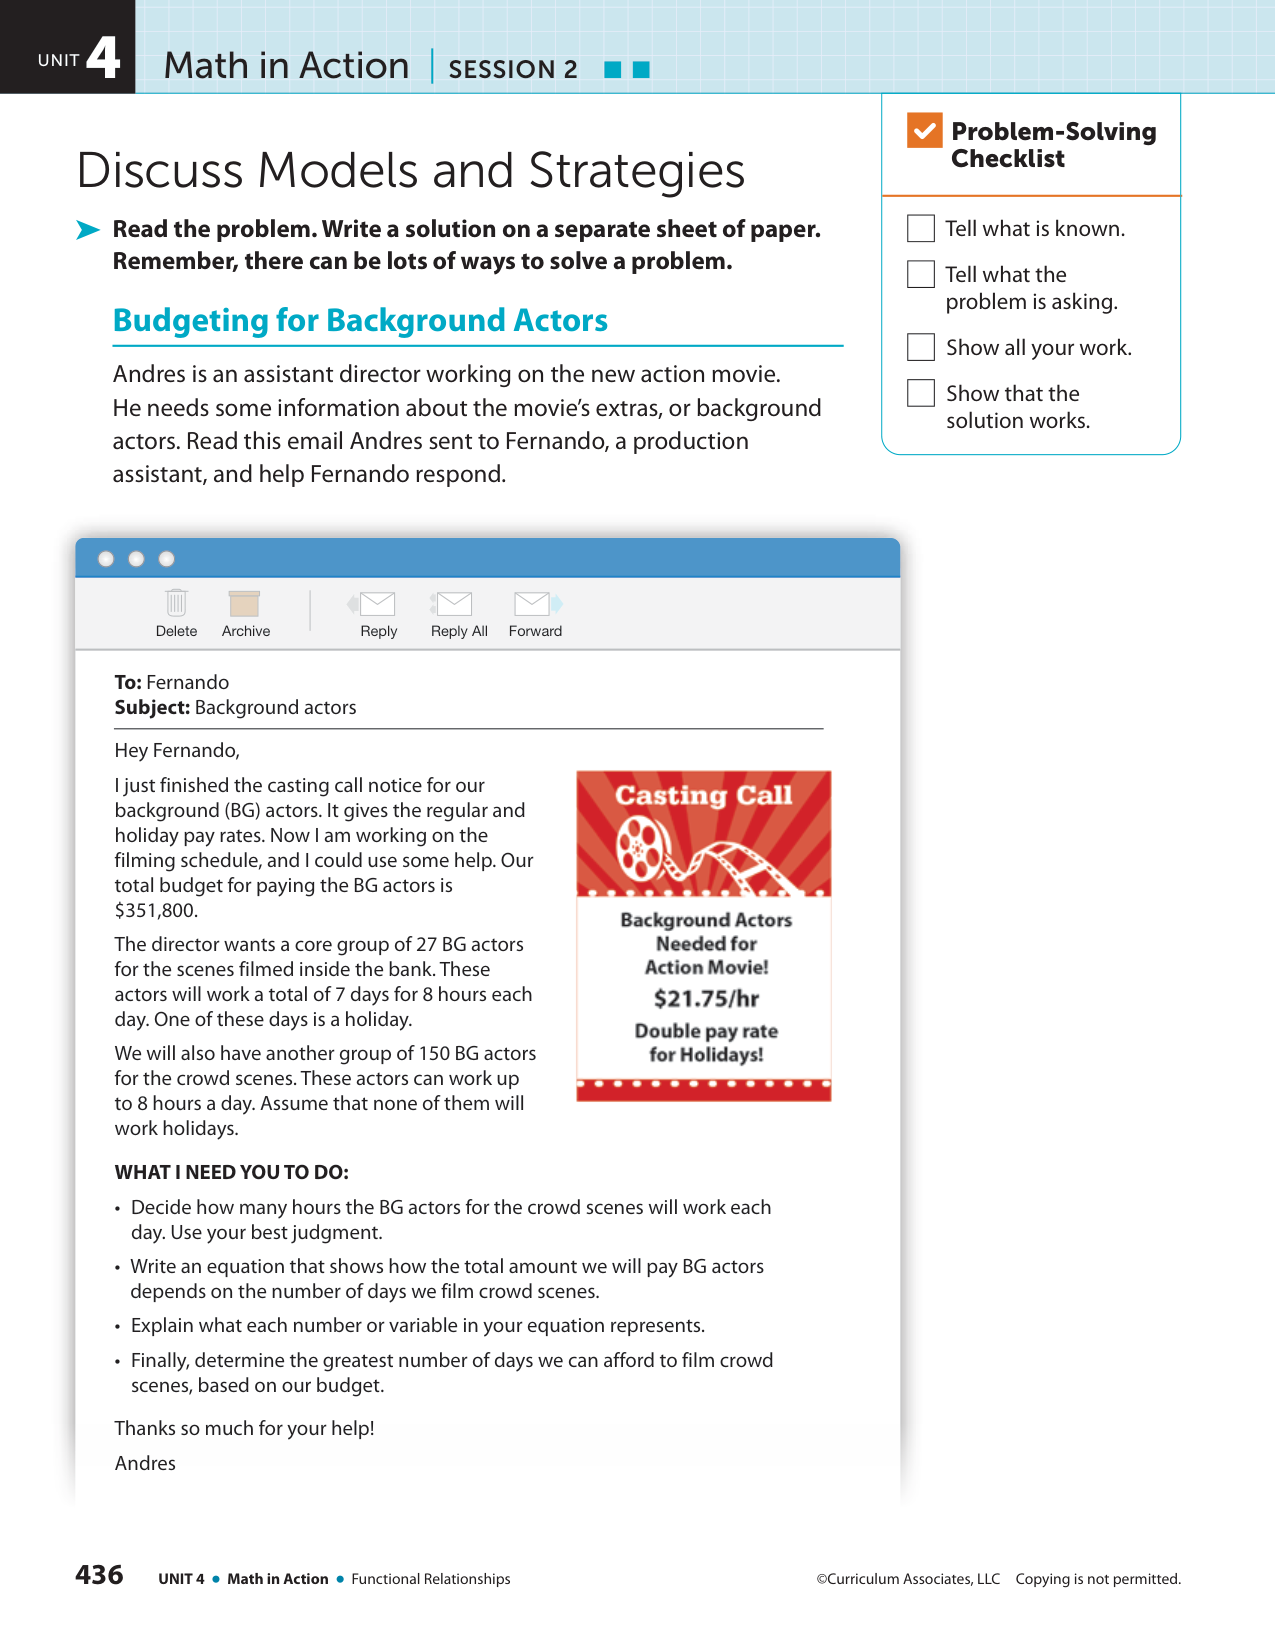 UNIT 4
Math in Action | SESSION 2
Problem-Solving
Checklist
Tell what is known.
Tell what the
problem is asking.
Show all your work.
Show that the
solution works.
Discuss Models and Strategies
Read the problem. Write a solution on a separate sheet of paper.
Remember, there can be lots of ways to solve a problem.
Budgeting for Background Actors
Andres is an assistant director working on the new action movie.
He needs some information about the movie's extras, or background
actors. Read this email Andres sent to Fernando, a production
assistant, and help Fernando respond.
Delete Archive Reply Reply All Forward
To: Fernando
Subject: Background actors
Hey Fernando,
I just finished the casting call notice for our
background (BG) actors. It gives the regular and
holiday pay rates. Now I am working on the
filming schedule, and I could use some help. Our
total budget for paying the BG actors is
$351,800.
The director wants a core group of 27 BG actors
for the scenes filmed inside the bank. These
actors will work a total of 7 days for 8 hours each
day. One of these days is a holiday.
We will also have another group of 150 BG actors
for the crowd scenes. These actors can work up
to 8 hours a day. Assume that none of them will
work holidays.
Casting Call
Background Actors
Needed for
Action Movie!
$21.75/hr
Double pay rate
for Holidays!
WHAT I NEED YOU TO DO:
• Decide how many hours the BG actors for the crowd scenes will work each
day. Use your best judgment.
• Write an equation that shows how the total amount we will pay BG actors
depends on the number of days we film crowd scenes.
• Explain what each number or variable in your equation represents.
• Finally, determine the greatest number of days we can afford to film crowd
scenes, based on our budget.
Thanks so much for your help!
Andres
436 UNIT 4 • Math in Action • Functional Relationships
©Curriculum Associates, LLC Copying is not permitted.